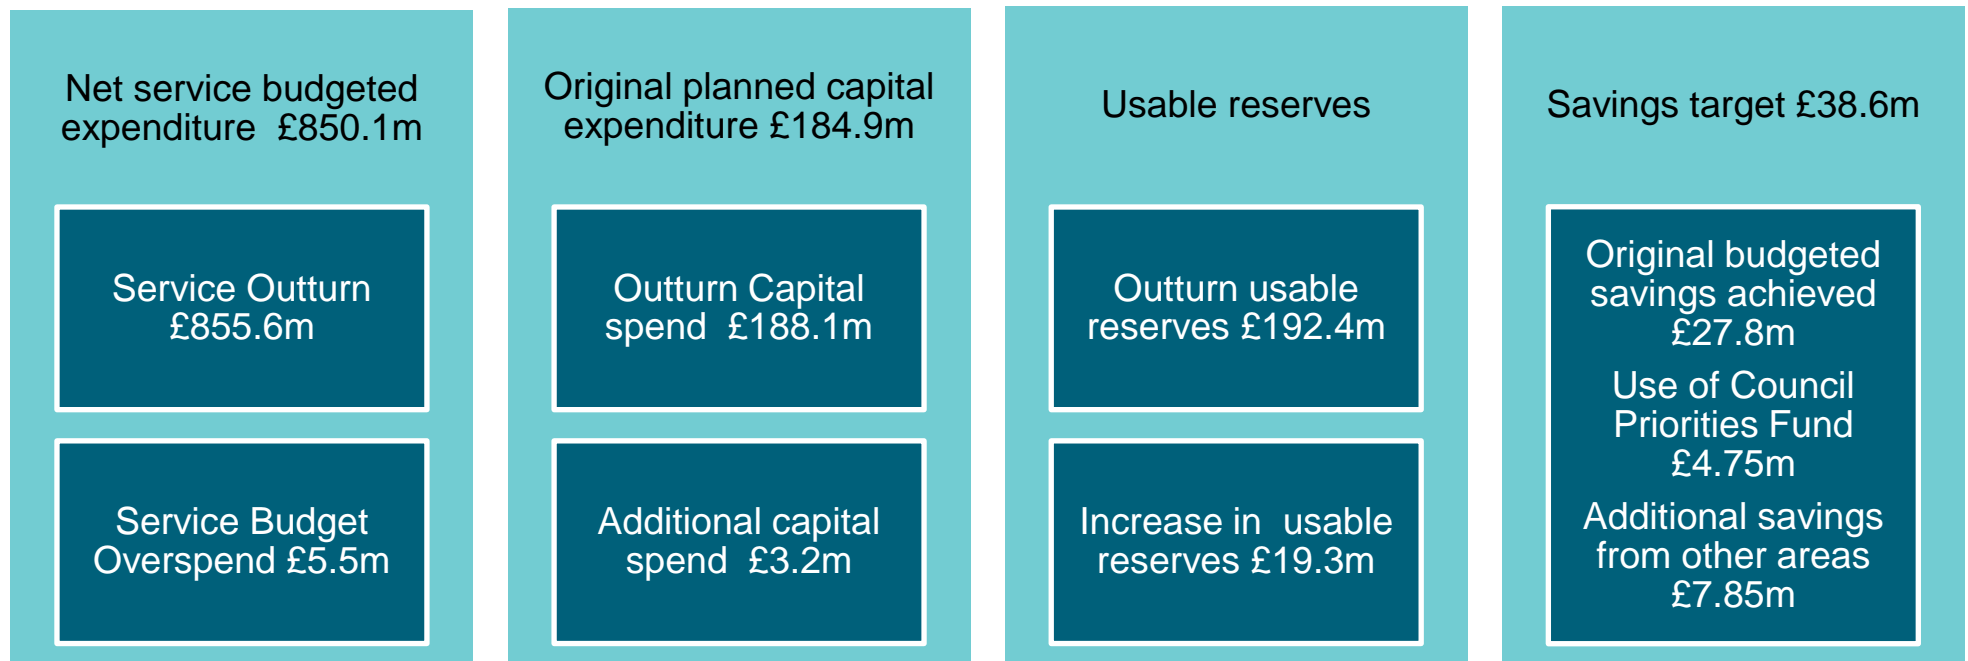 Net service budgeted
expenditure  £850.1m
Service Outturn
£855.6m
Service Budget
Overspend £5.5m
Original planned capital
expenditure £184.9m
Outturn Capital
spend  £188.1m
Additional capital
spend  £3.2m
Usable reserves
Outturn usable
reserves £192.4m
Increase in  usable
reserves £19.3m
Savings target £38.6m
Original budgeted
savings achieved
£27.8m
Use of Council
Priorities Fund
£4.75m
Additional savings
from other areas
£7.85m